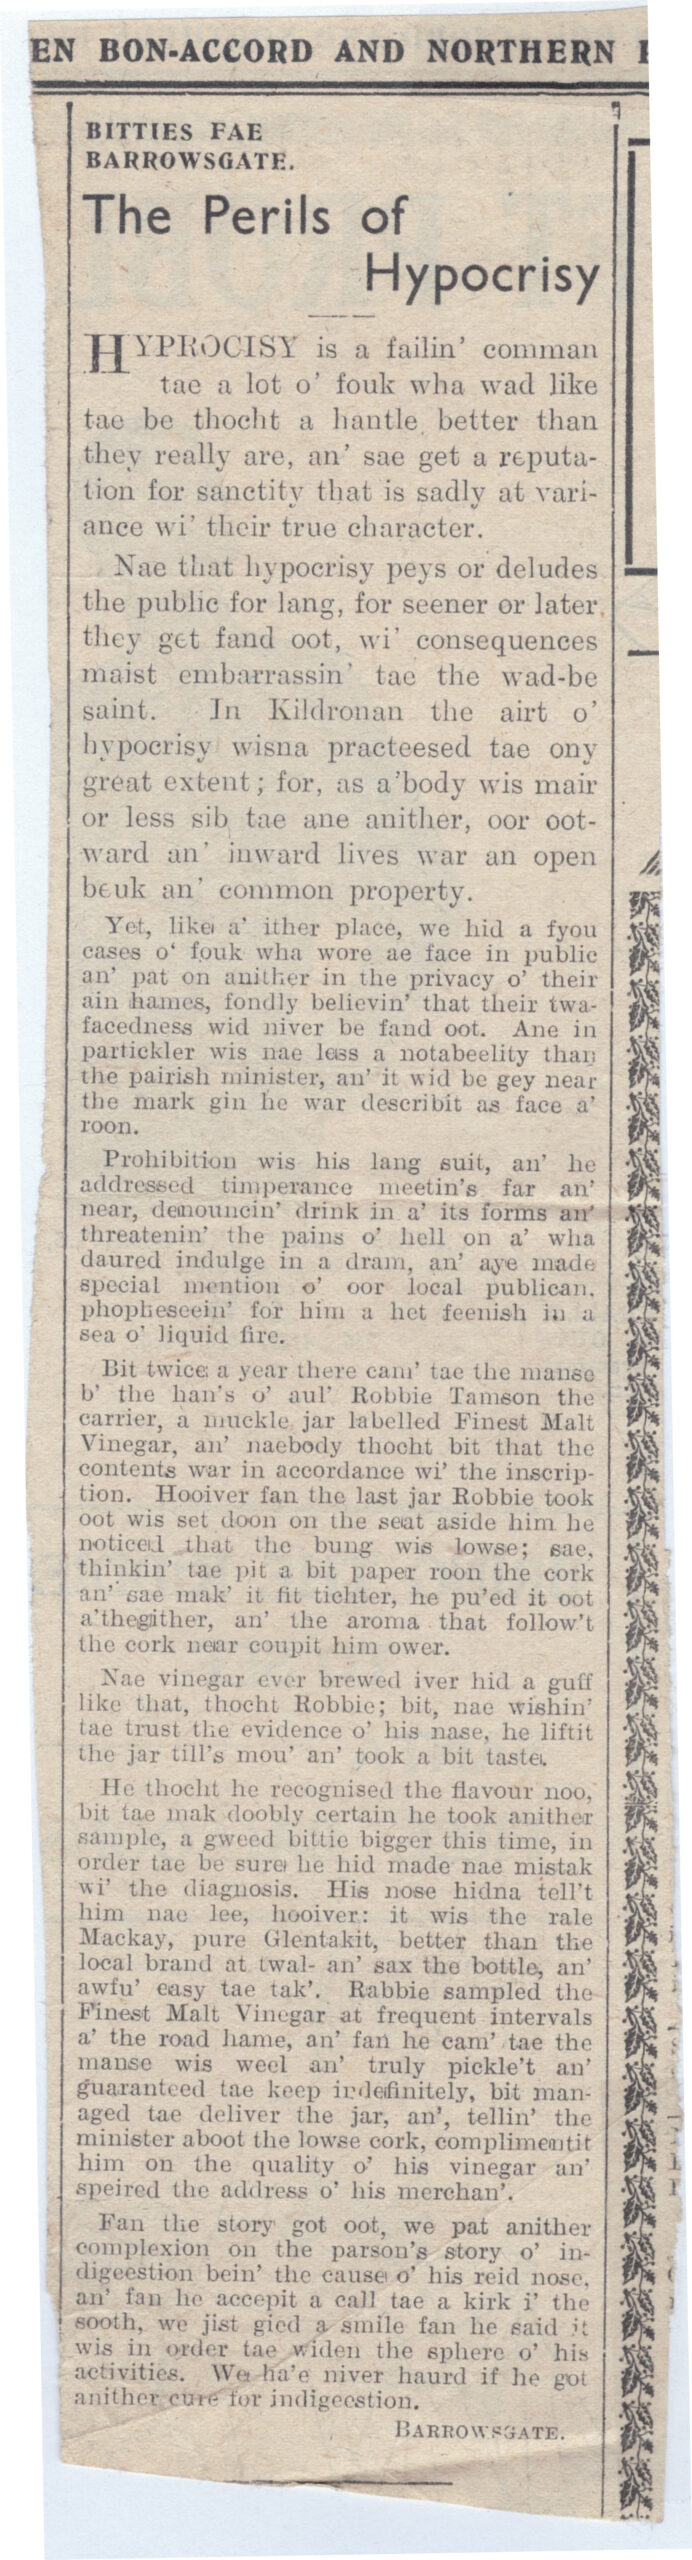 EN BON-ACCORD AND NORTHERN
BITTIES FAE
BARROWSGATE.
The Perils of
Hypocrisy
HYPROCISY is a failin' comman
tae a lot o' fouk wha wad like
tae be thocht a hantle better than
they really are, an' sae get a reputa-
tion for sanctity that is sadly at vari-
ance wi' their true character.
Nae that hypocrisy peys or deludes
the public for lang, for seener or later
they get fand oot, wi' consequences
maist embarrassin' tae the wad-be
saint. In Kildronan the airt o'
hypocrisy wisna practeesed tae ony
great extent; for, as a'body wis mair
or less sib tae ane anither, oor oot-
ward an' inward lives war an open
beuk an' common property.
Yet, like a' ither place, we hid a fyou
cases o' fouk wha wore ae face in public
an' pat on anither in the privacy o' their
ain hames, fondly believin' that their twa-
facedness wid niver be fand oot. Ane in
partickler wis nae less a notabeelity than
the pairish minister, an' it wid be gey near
the mark gin he war describit as face a'
roon.
Prohibition wis his lang suit, an' he
addressed timperance meetin's far an'
near, denouncin' drink in a' its forms an'
threatenin' the pains o' hell on a' wha
daured indulge in a dram, an' aye made
special mention o' oor local publican,
phopheseein' for him a het feenish in a
sea o' liquid fire.
Bit twice a year there cam' tae the manse
b' the han's o' aul' Robbie Tamson the
carrier, a muckle jar labelled Finest Malt
Vinegar, an' naebody thocht bit that the
contents war in accordance wi' the inscrip-
tion. Hooiver fan the last jar Robbie took
oot wis set doon on the seat aside him he
noticed that the bung wis lowse; sae,
thinkin' tae pit a bit paper roon the cork
an' sae mak' it fit tichter, he pu'ed it oot
a'thegither, an' the aroma that follow't
the cork near coupit him ower.
Nae vinegar ever brewed iver hid a guff
like that, thocht Robbie; bit, nae wishin'
tae trust the evidence o' his nase, he liftit
the jar till's mou' an' took a bit taste.
He thocht he recognised the flavour noo,
bit tae mak doobly certain he took anither
sample, a gweed bittie bigger this time, in
order tae be sure he hid made nae mistak
wi' the diagnosis. His nose hidna tell't
him nae lee, hooiver: it wis the rale
Mackay, pure Glentakit, better than the
local brand at twal- an' sax the bottle, an'
awfu' easy tae tak'. Rabbie sampled the
Finest Malt Vinegar at frequent intervals
a' the road hame, an' fan he cam' tae the
manse wis weel an' truly pickle't an'
guaranteed tae keep indefinitely, bit man-
aged tae deliver the jar, an', tellin' the
minister aboot the lowse cork, complimentit
him on the quality o' his vinegar an'
speired the address o' his merchan'.
Fan the story got oot, we pat anither
complexion on the parson's story o' in-
digeestion bein' the cause o' his reid nose,
an' fan he accepit a call tae a kirk i' the
sooth, we jist gied a smile fan he said it
wis in order tae widen the sphere o' his
activities. We ha'e niver haurd if he got
anither cure for indigeestion.
BARROWSGATE.